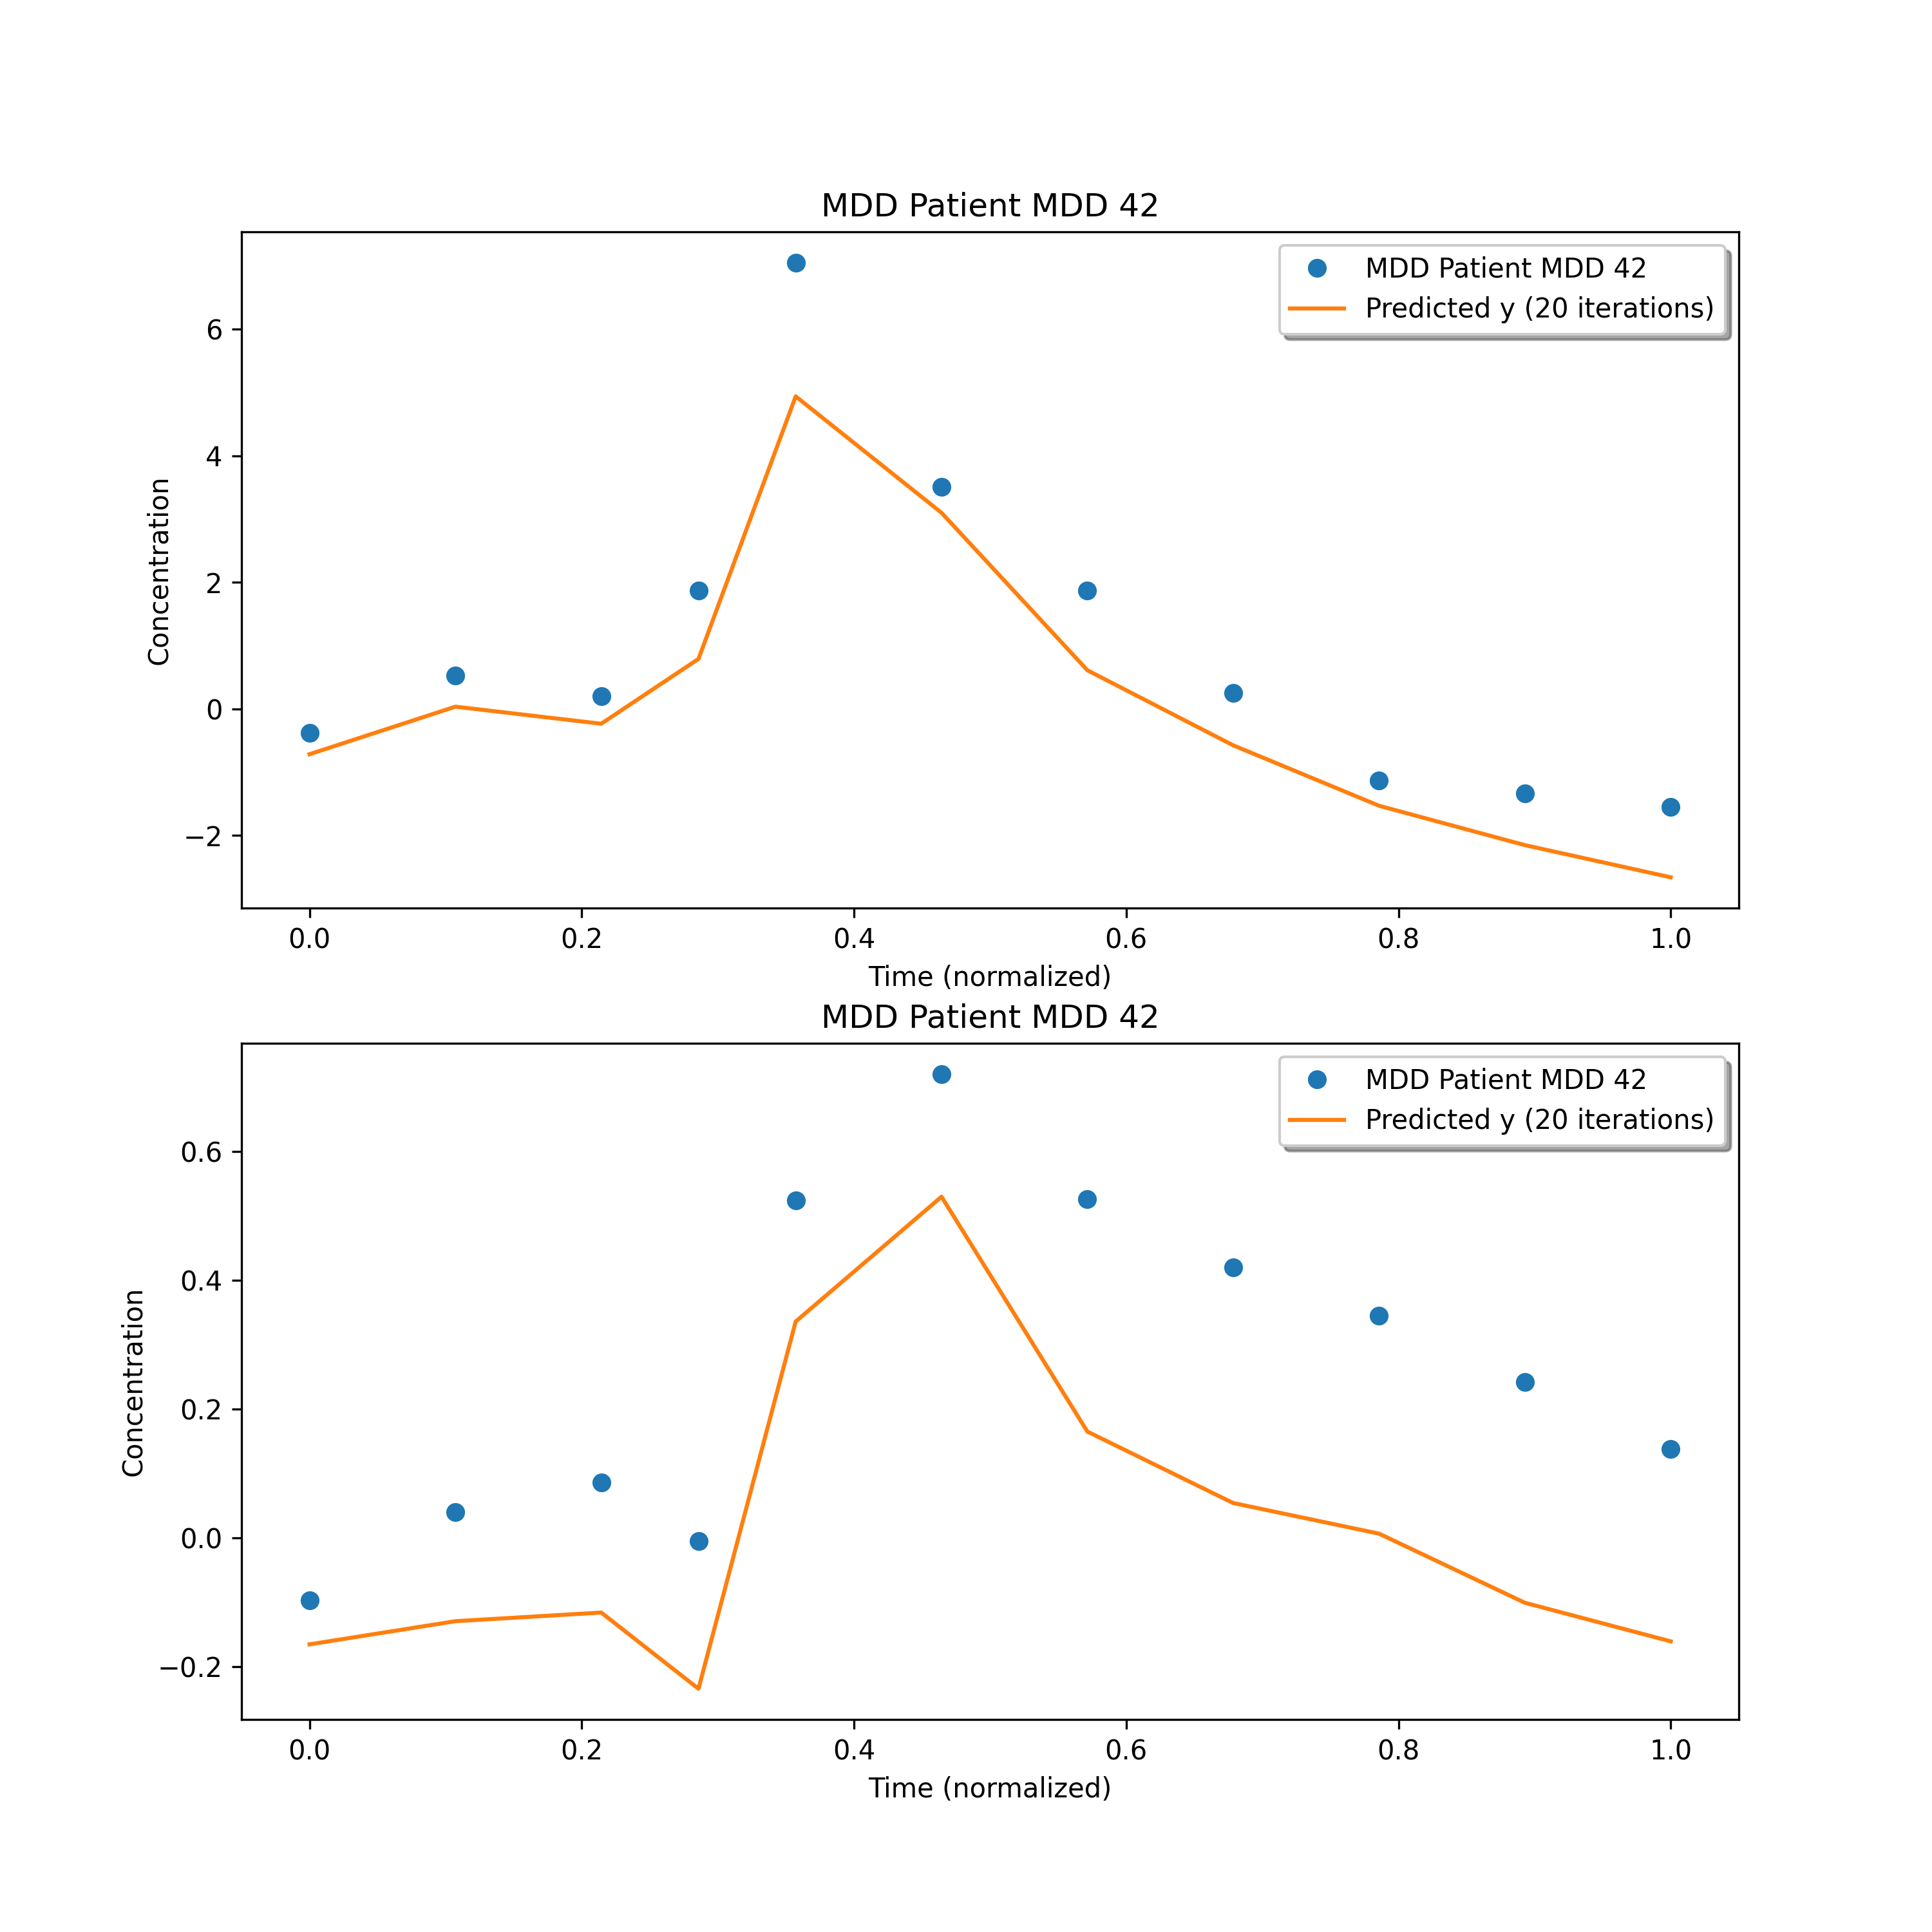 MDD Patient MDD 42
MDD Patient MDD 42
Predicted y (20 iterations)
6
4
2
0
−2
Concentration
0.0 0.2 0.4 0.6 0.8 1.0
Time (normalized)
MDD Patient MDD 42
MDD Patient MDD 42
Predicted y (20 iterations)
0.6
0.4
0.2
0.0
−0.2
Concentration
0.0 0.2 0.4 0.6 0.8 1.0
Time (normalized)